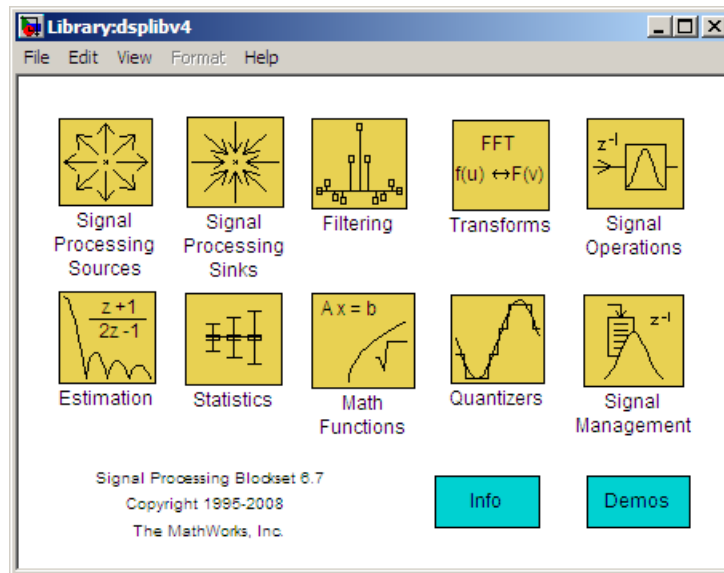 Library:dsplibv4
File Edit View Format Help
FFT
f(u) ↔F(v)
z-1
Signal
Processing
Sources
Signal
Processing
Sinks
Filtering
Transforms
Signal
Operations
z+1
2z-1
Ax = b
z-1
Estimation
Statistics
Math
Functions
Quantizers
Signal
Management
Signal Processing Blockset 6.7
Copyright 1995-2008
The MathWorks, Inc.
Info
Demos